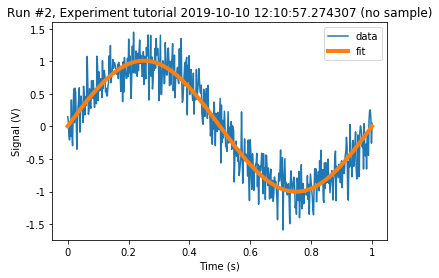 Run #2, Experiment tutorial 2019-10-10 12:10:57.274307 (no sample)
data
fit
1.5
1.0
0.5
0
-0.5
-1
-1.5
Signal (V)
0
0.2
0.4
0.6
0.8
1
Time (s)